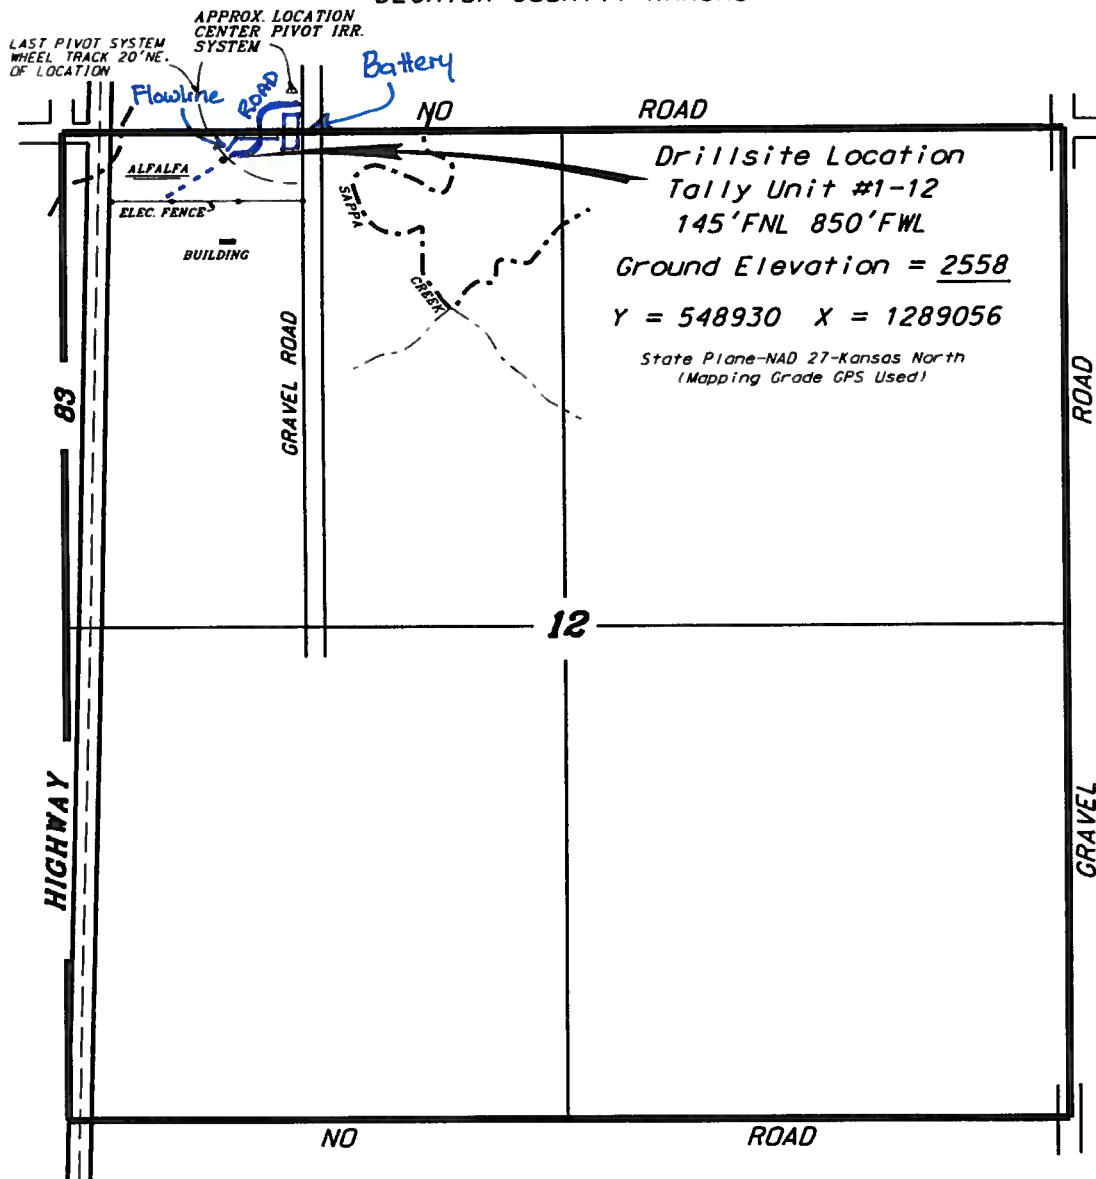 APPROX. LOCATION
CENTER PIVOT IRR.
SYSTEM
LAST PIVOT SYSTEM
WHEEL TRACK 20'NE.
OF LOCATION
Flowline
ROAD
Battery
NO ROAD
ALFALFA
ELEC. FENCE
BUILDING
SAPPA
CREEK
Drillsite Location
Tally Unit #1-12
145'FNL 850'FWL
Ground Elevation = 2558
Y = 548930 X = 1289056
State Plane-NAD 27-Kansas North
(Mapping Grade GPS Used)
GRAVEL ROAD
83
HIGHWAY
12
ROAD
GRAVEL
NO ROAD